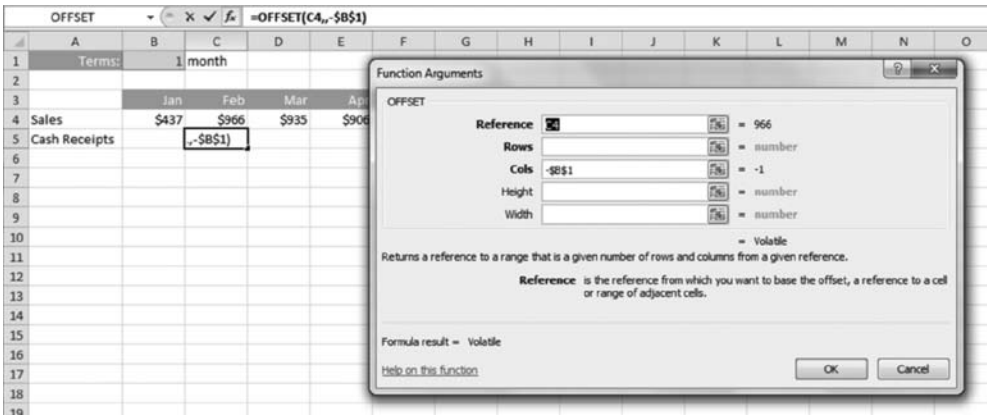 OFFSET =OFFSET(C4,,-$B$1)
A B C D E F G H I J K L M N O
1 Terms: 1 month
2
3 Jan Feb Mar
4 Sales $437 $966 $935 $906
5 Cash Receipts ,-$B$1)
6
7
8
9
10
11
12
13
14
15
16
17
18
19
Function Arguments
OFFSET
Reference C4 = 966
Rows = number
Cols -$B$1 = -1
Height = number
Width = number
= Volatile
Returns a reference to a range that is a given number of rows and columns from a given reference.
Reference is the reference from which you want to base the offset, a reference to a cell
or range of adjacent cells.
Formula result = Volatile
Help on this function
OK Cancel